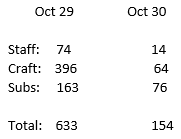 Oct 29 Oct 30
Staff: 74 14
Craft: 396 64
Subs: 163 76
Total: 633 154